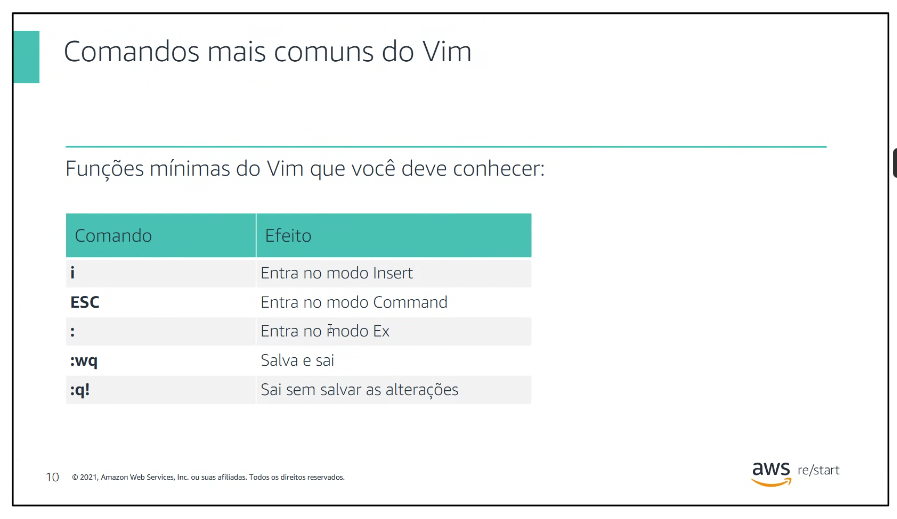 Comandos mais comuns do Vim
Funções mínimas do Vim que você deve conhecer:
Comando Efeito
i Entra no modo Insert
ESC Entra no modo Command
: Entra no modo Ex
:wq Salva e sai
:q! Sai sem salvar as alterações
10 © 2021, Amazon Web Services, Inc. ou suas afiliadas. Todos os direitos reservados.
aws re/start